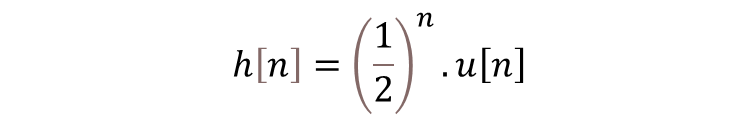 h[n] = (1/2)^n . u[n]